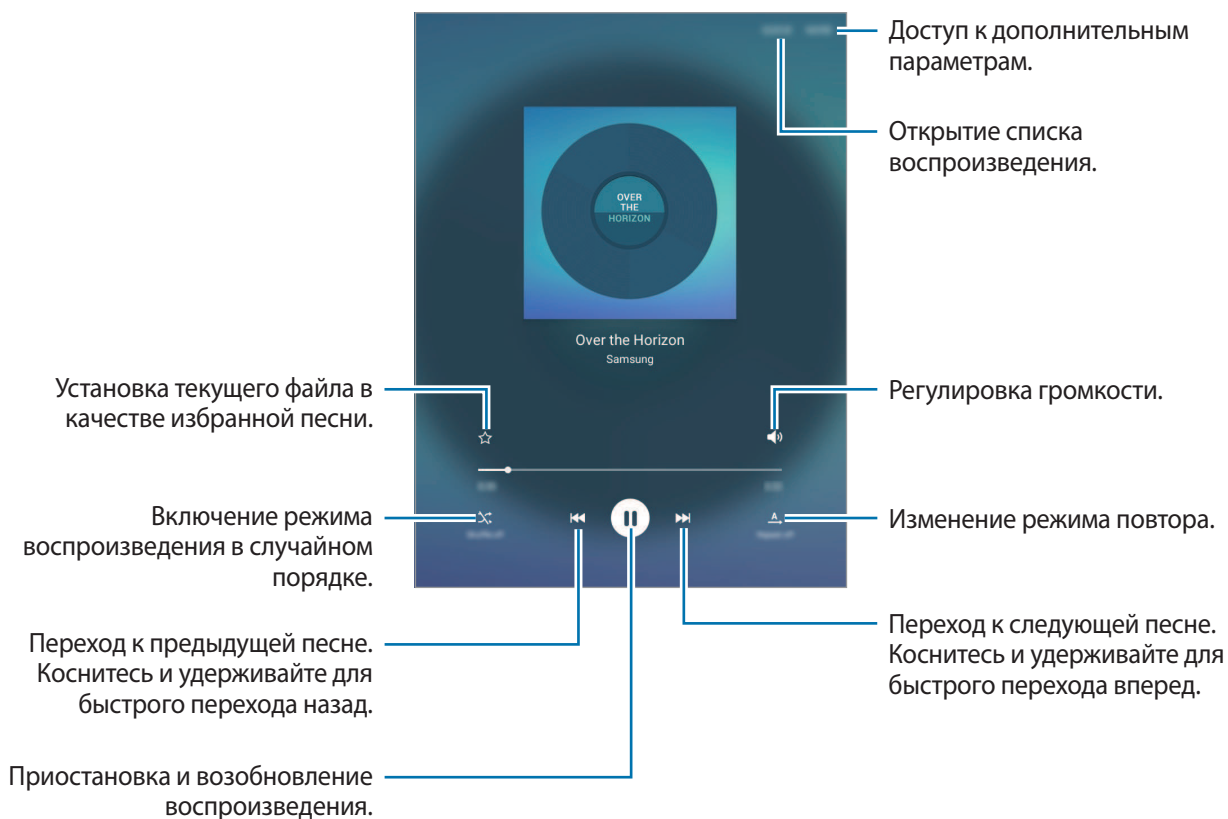 Доступ к дополнительным
параметрам.
Открытие списка
воспроизведения.
OVER
THE
HORIZON
Over the Horizon
Samsung
Установка текущего файла в
качестве избранной песни.
Регулировка громкости.
Включение режима
воспроизведения в случайном
порядке.
A
Изменение режима повтора.
Переход к предыдущей песне.
Коснитесь и удерживайте для
быстрого перехода назад.
Переход к следующей песне.
Коснитесь и удерживайте для
быстрого перехода вперед.
Приостановка и возобновление
воспроизведения.